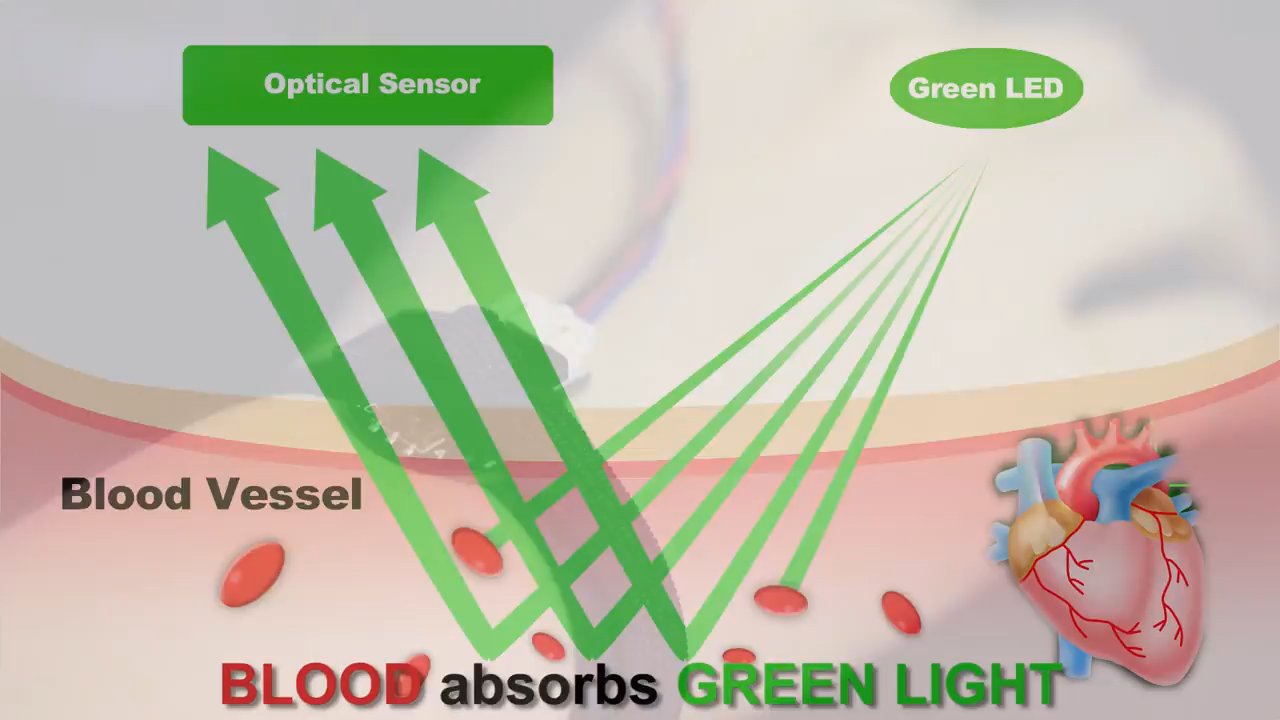 Optical Sensor
Green LED
Blood Vessel
BLOOD absorbs GREEN LIGHT